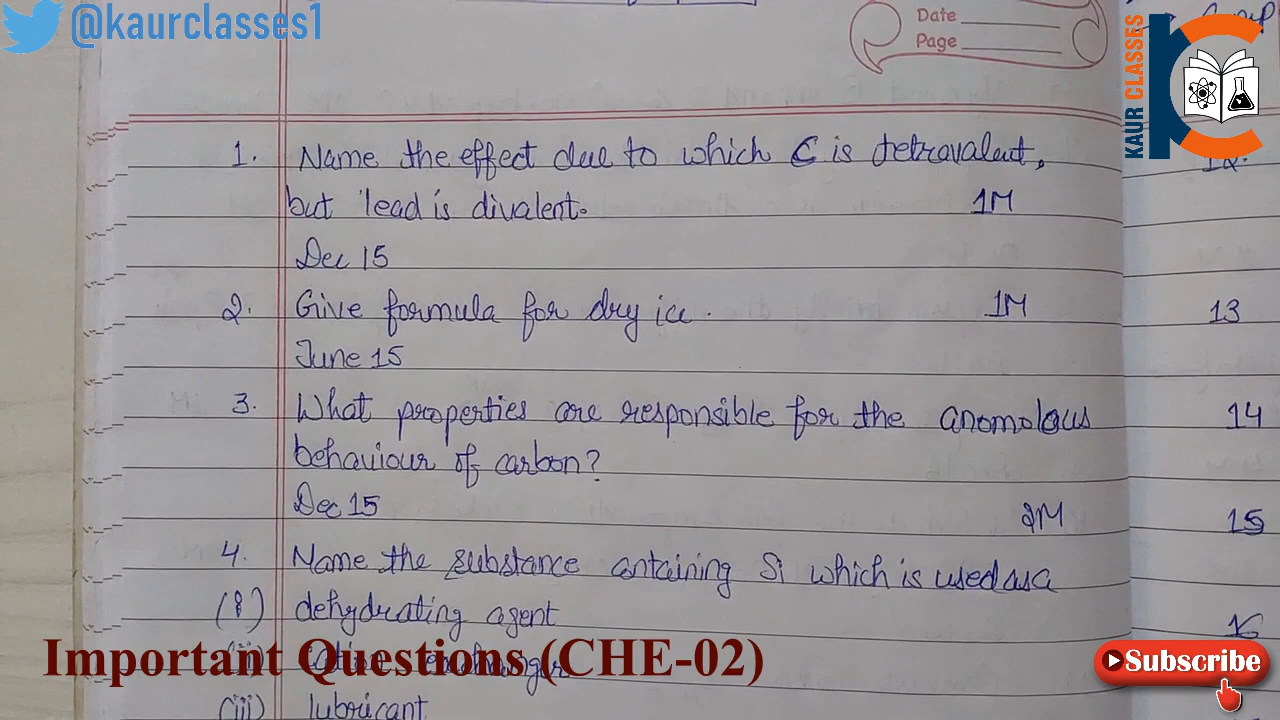 @kaurclasses1
Date
Page
KAUR CLASSES
1. Name the effect due to which C is tetravalent,
but lead is divalent.
1M
Dec 15
2. Give formula for dry ice.
1M
June 15
3. What properties are responsible for the anomolous
behaviour of carbon?
Dec 15
2M
4. Name the substance containing Si which is used as a
(i) dehydrating agent
(ii)
(iii) lubricant
13
14
15
16
Important Questions (CHE-02)
Subscribe